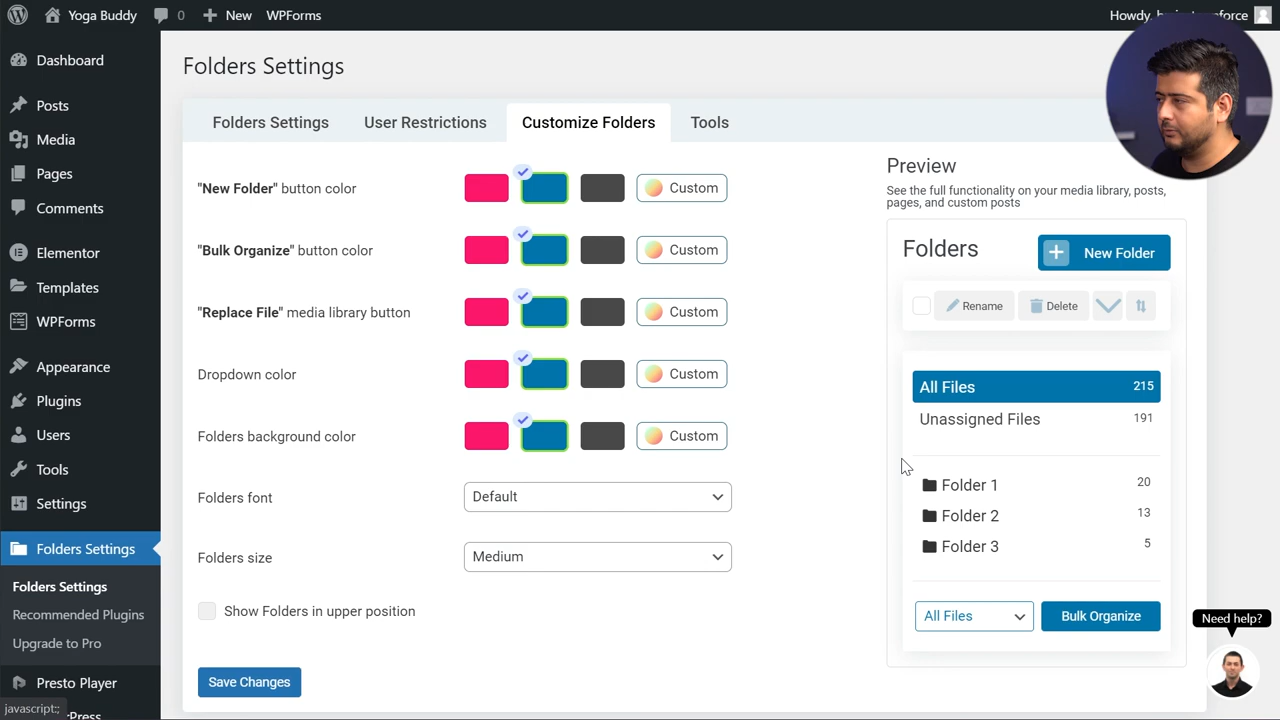 Yoga Buddy
0
New
WPForms
Howdy,
Dashboard
Posts
Media
Pages
Comments
Elementor
Templates
WPForms
Appearance
Plugins
Users
Tools
Settings
Folders Settings
Folders Settings
Recommended Plugins
Upgrade to Pro
Presto Player
javascript:;
Folders Settings
Folders Settings
User Restrictions
Customize Folders
Tools
"New Folder" button color
Custom
"Bulk Organize" button color
Custom
"Replace File" media library button
Custom
Dropdown color
Custom
Folders background color
Custom
Folders font
Default
Folders size
Medium
Show Folders in upper position
Save Changes
Preview
See the full functionality on your media library, posts,
pages, and custom posts
Folders
New Folder
Rename
Delete
All Files 215
Unassigned Files 191
Folder 1 20
Folder 2 13
Folder 3 5
All Files
Bulk Organize
Need help?